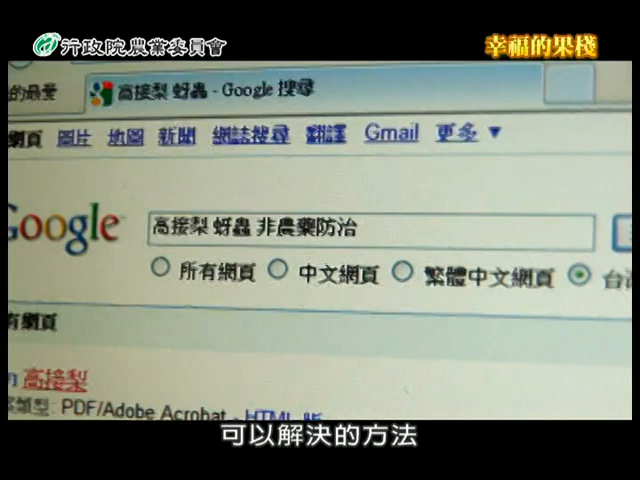 行政院農業委員會
幸福的果棧
的最愛
高接梨 蚜蟲 - Google 搜尋
網頁 圖片 地圖 新聞 網誌搜尋 翻譯 Gmail 更多 ▼
Google
高接梨 蚜蟲 非農藥防治
所有網頁 中文網頁 繁體中文網頁
有網頁
高接梨
類型: PDF/Adobe Acrobat - HTML 版
可以解決的方法